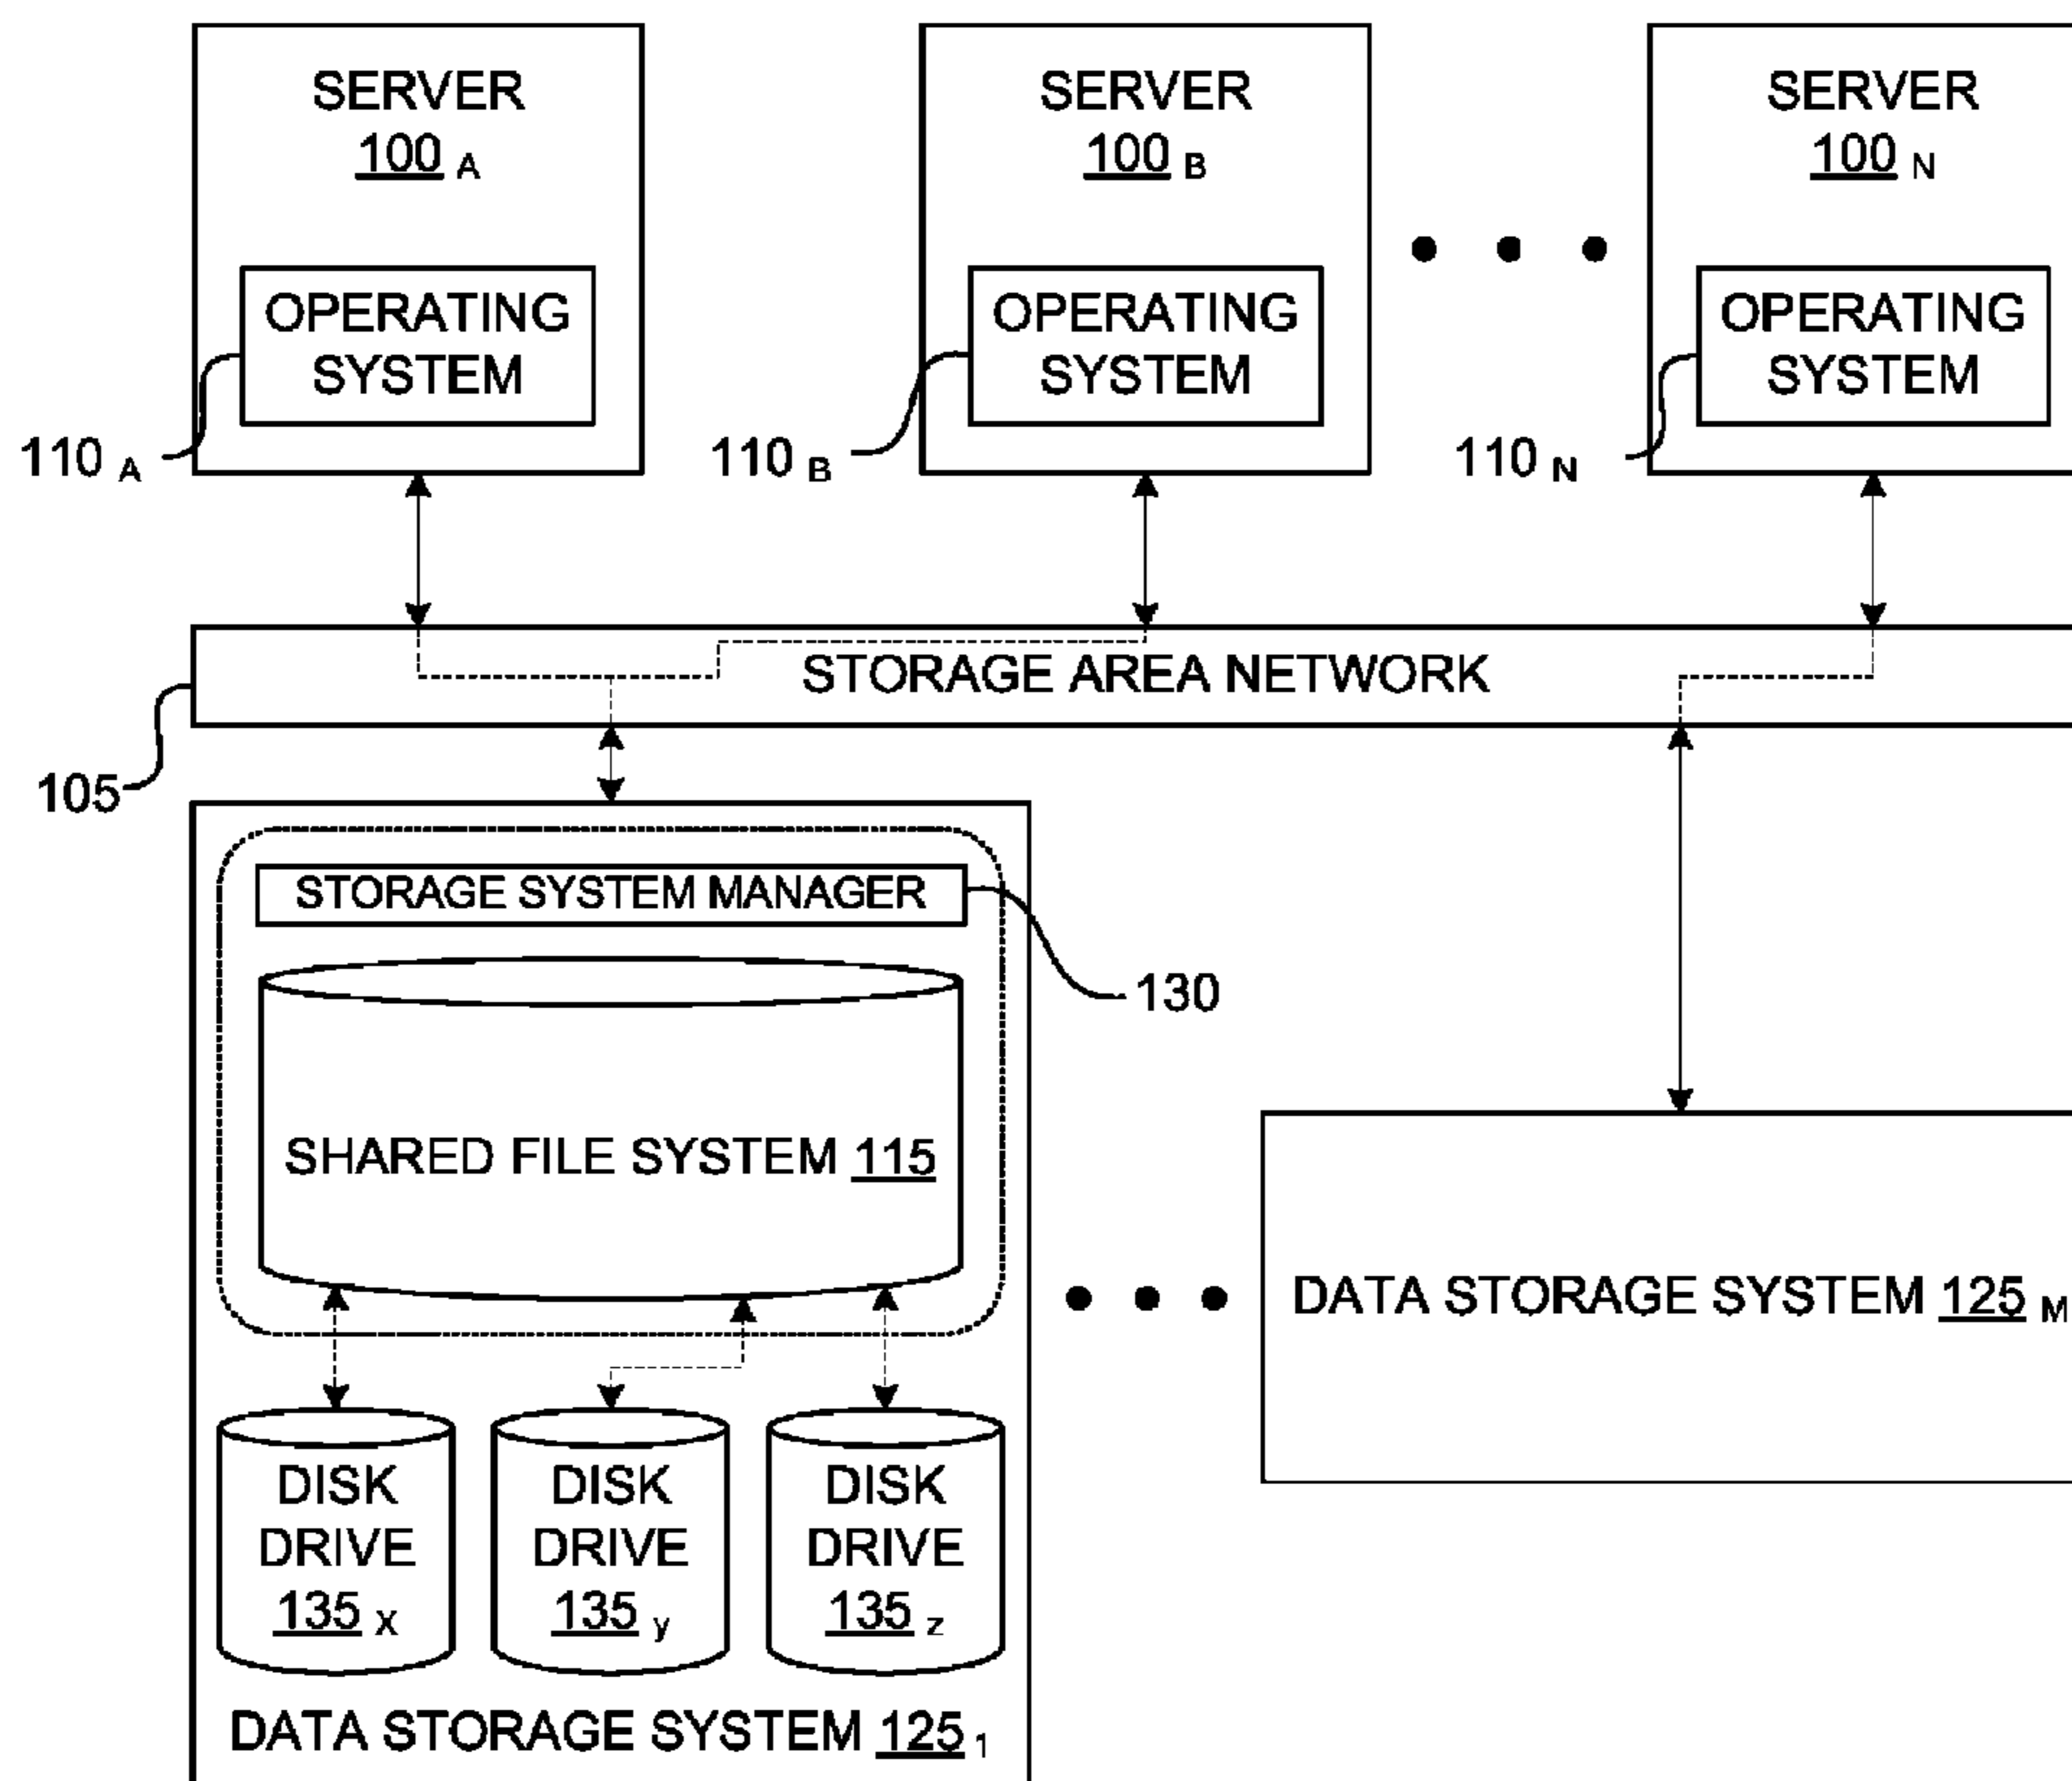 SERVER
100 A
OPERATING
SYSTEM
110 A
SERVER
100 B
OPERATING
SYSTEM
110 B
SERVER
100 N
OPERATING
SYSTEM
110 N
STORAGE AREA NETWORK
105
STORAGE SYSTEM MANAGER
130
SHARED FILE SYSTEM 115
DISK
DRIVE
135 X
DISK
DRIVE
135 y
DISK
DRIVE
135 z
DATA STORAGE SYSTEM 125 1
DATA STORAGE SYSTEM 125 M